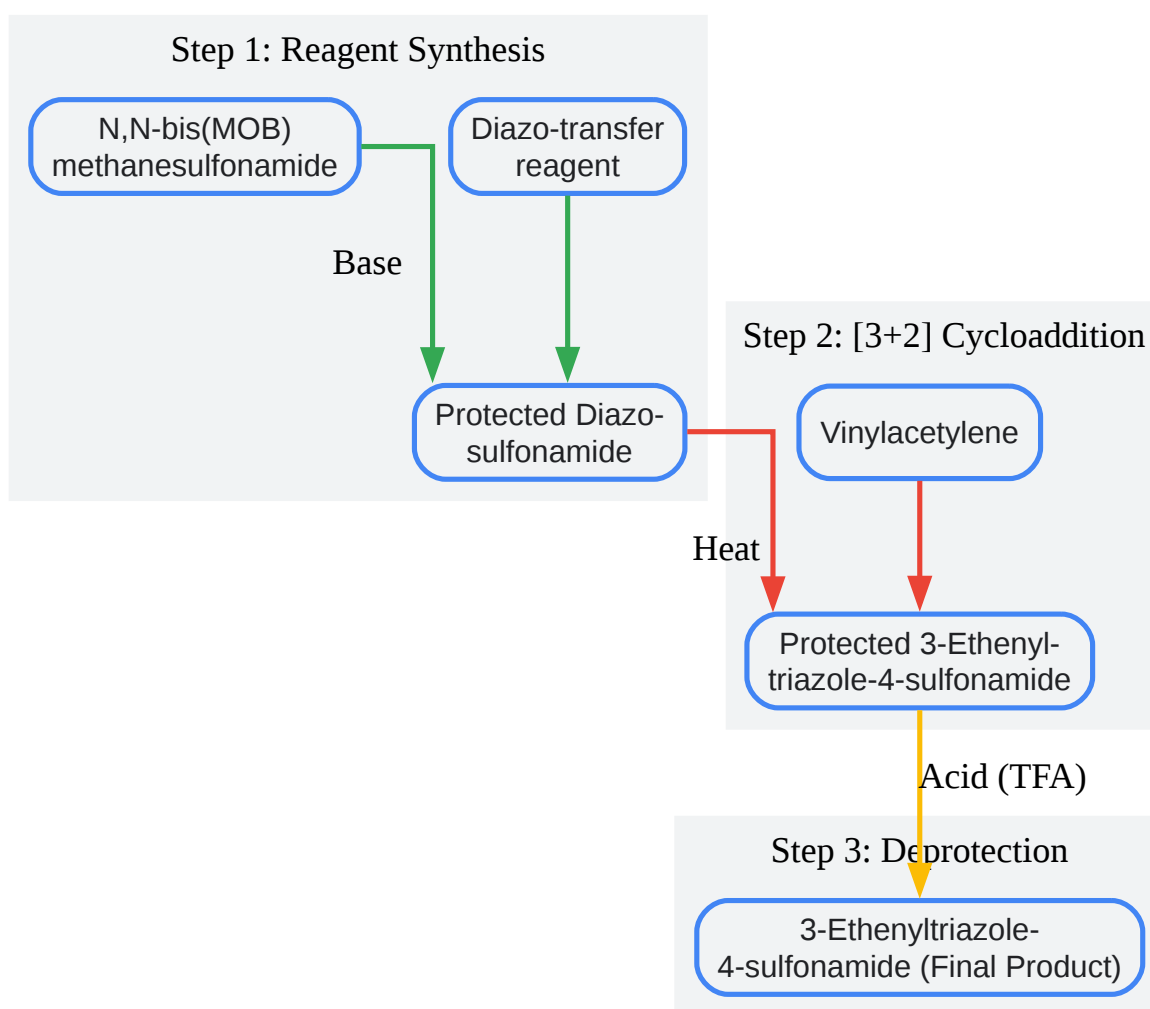 Step 1: Reagent Synthesis
N,N-bis(MOB)
methanesulfonamide
Diazo-transfer
reagent
Base
Protected Diazo-
sulfonamide
Step 2: [3+2] Cycloaddition
Vinylacetylene
Heat
Protected 3-Ethenyl-
triazole-4-sulfonamide
Acid (TFA)
Step 3: Deprotection
3-Ethenyltriazole-
4-sulfonamide (Final Product)